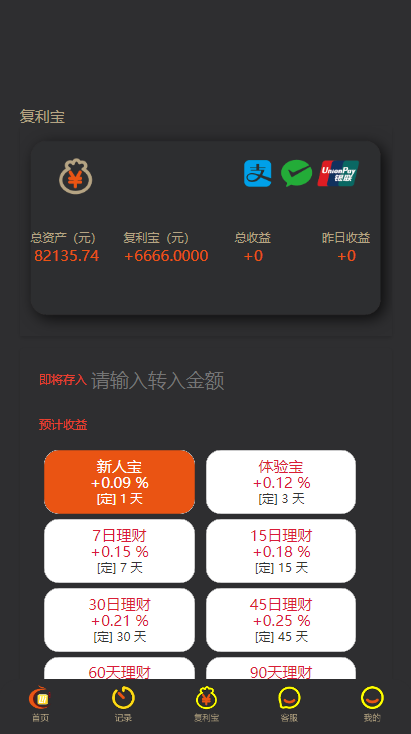 复利宝
UnionPay
银联
总资产（元） 复利宝（元） 总收益 昨日收益
82135.74 +6666.0000 +0 +0
即将存入 请输入转入金额
预计收益
新人宝 体验宝
+0.09 % +0.12 %
[定] 1 天 [定] 3 天
7日理财 15日理财
+0.15 % +0.18 %
[定] 7 天 [定] 15 天
30日理财 45日理财
+0.21 % +0.25 %
[定] 30 天 [定] 45 天
60天理财 90天理财
首页 记录 复利宝 客服 我的